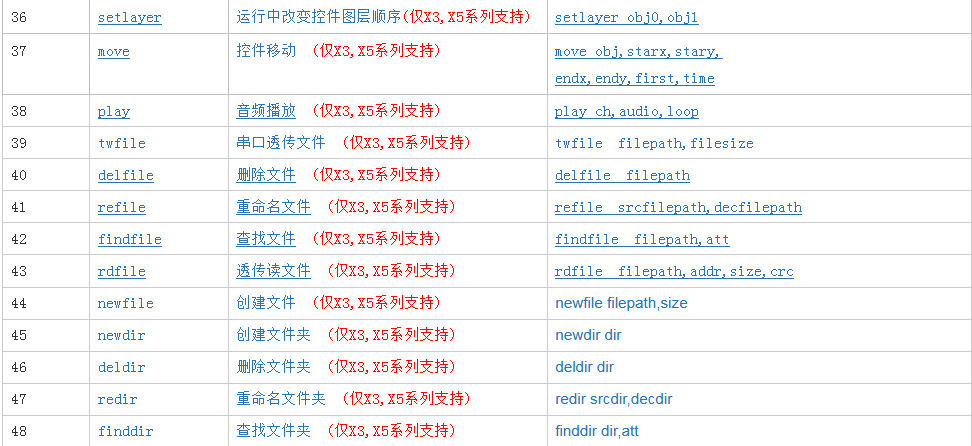 36 setlayer 运行中改变控件图层顺序(仅X3,X5系列支持) setlayer obj0,obj1
37 move 控件移动 (仅X3,X5系列支持) move obj,starx,stary,
endx,endy,first,time
38 play 音频播放 (仅X3,X5系列支持) play ch,audio,loop
39 twfile 串口透传文件 (仅X3,X5系列支持) twfile filepath,filesize
40 delfile 删除文件 (仅X3,X5系列支持) delfile filepath
41 refile 重命名文件 (仅X3,X5系列支持) refile srcfilepath,decfilepath
42 findfile 查找文件 (仅X3,X5系列支持) findfile filepath,att
43 rdfile 透传读文件 (仅X3,X5系列支持) rdfile filepath,addr,size,crc
44 newfile 创建文件 (仅X3,X5系列支持) newfile filepath,size
45 newdir 创建文件夹 (仅X3,X5系列支持) newdir dir
46 deldir 删除文件夹 (仅X3,X5系列支持) deldir dir
47 redir 重命名文件夹 (仅X3,X5系列支持) redir srcdir,decdir
48 finddir 查找文件夹 (仅X3,X5系列支持) finddir dir,att